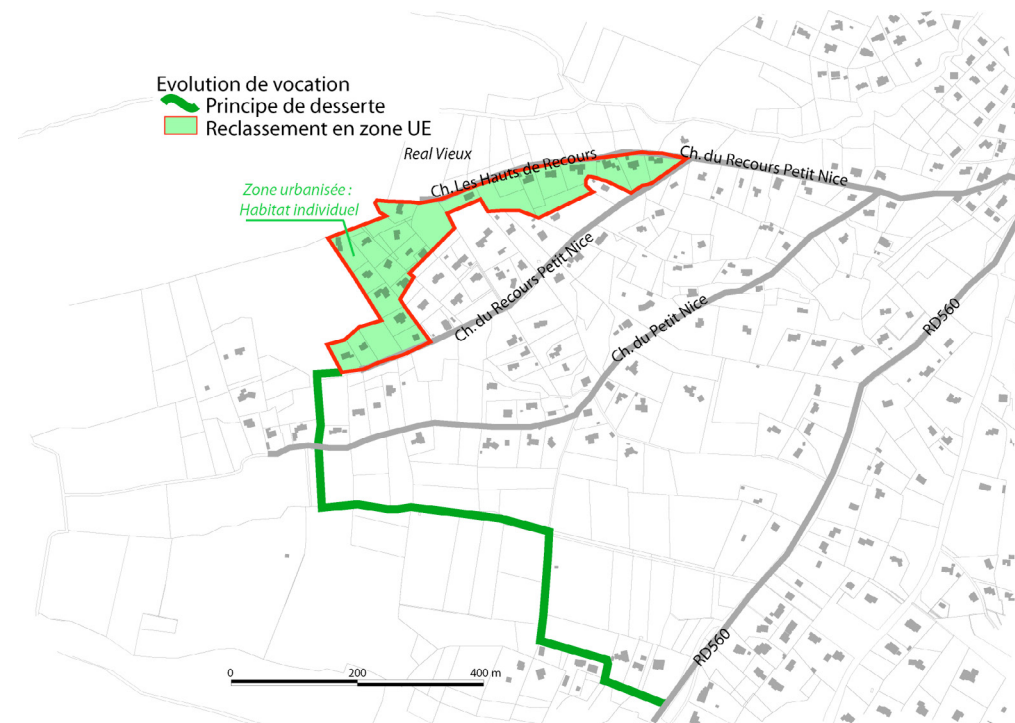 Evolution de vocation
Principe de desserte
Reclassement en zone UE
Real Vieux
Ch. Les Hauts de Recours
Ch. du Recours Petit Nice
Zone urbanisée :
Habitat individuel
Ch. du Recours Petit Nice
Ch. du Petit Nice
RD560
RD560
0 200 400 m